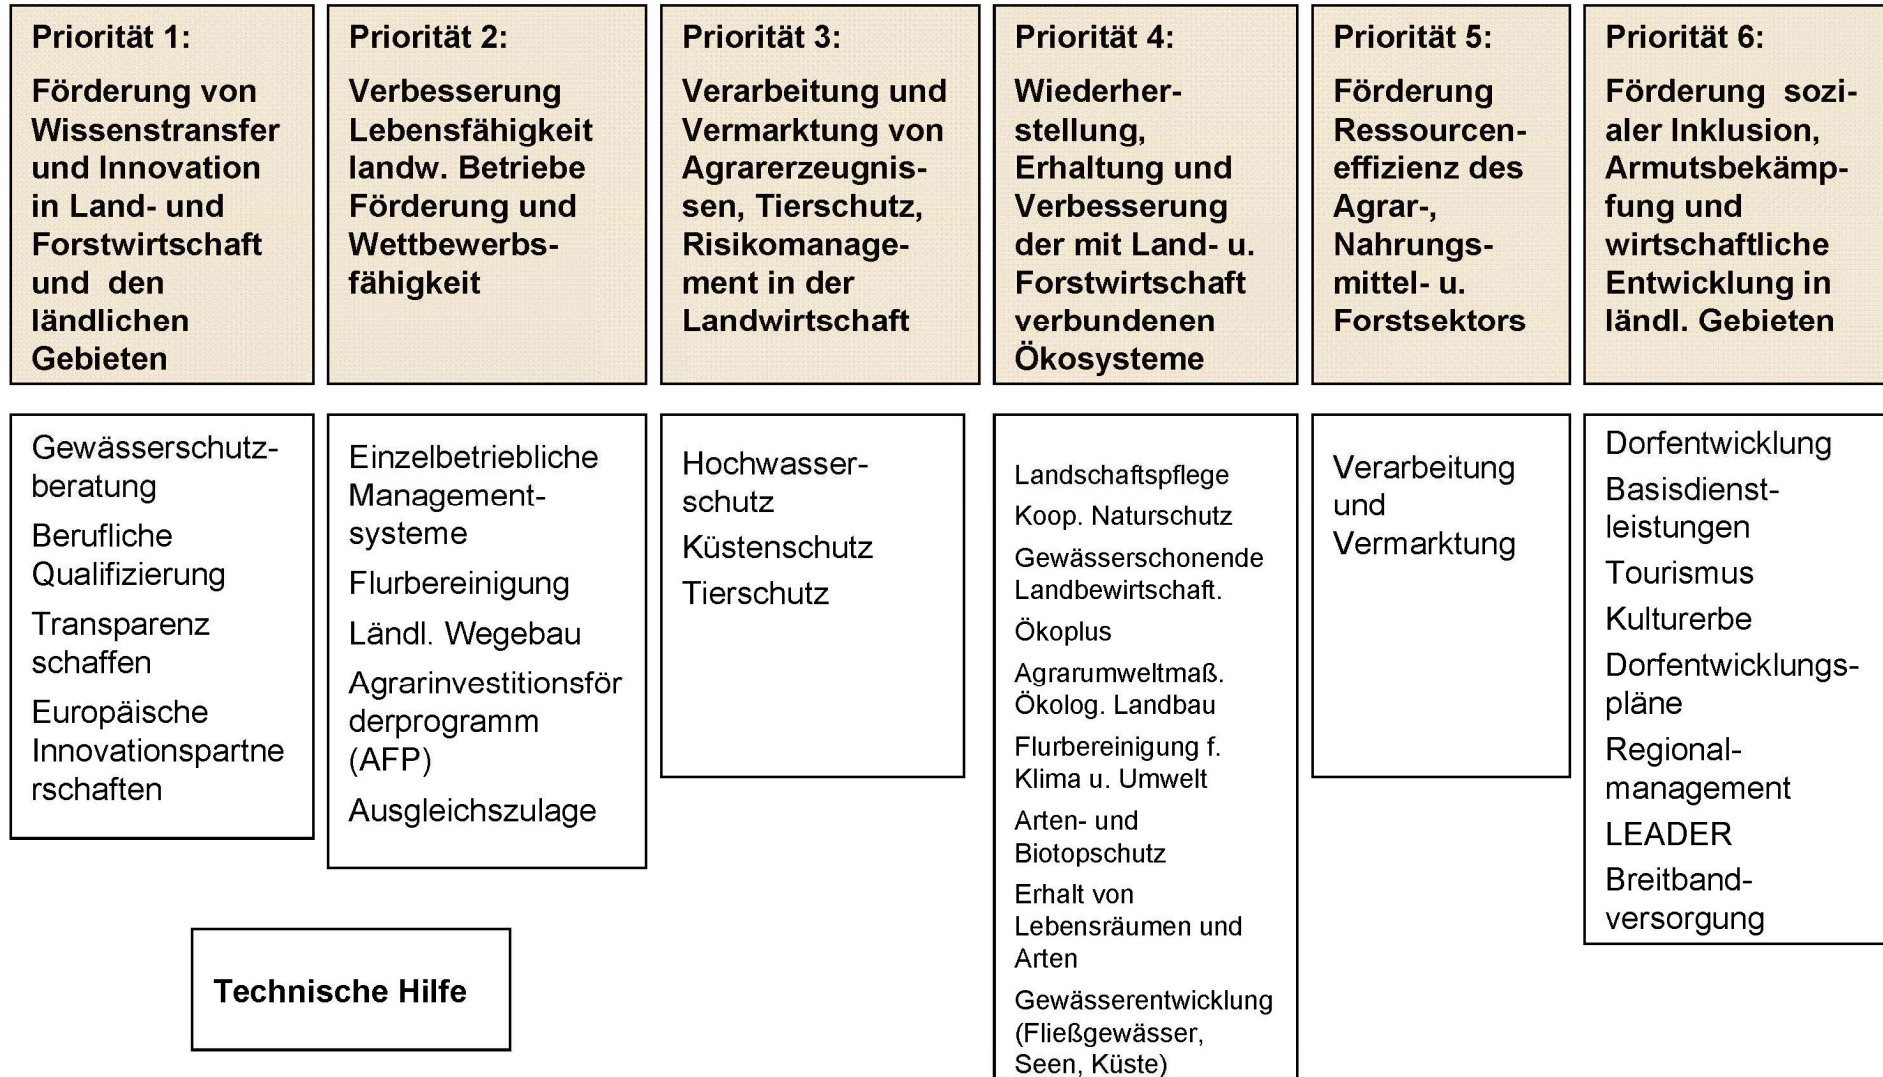 Priorität 1:
Förderung von
Wissenstransfer
und Innovation
in Land- und
Forstwirtschaft
und den
ländlichen
Gebieten
Priorität 2:
Verbesserung
Lebensfähigkeit
landw. Betriebe
Förderung und
Wettbewerbs-
fähigkeit
Priorität 3:
Verarbeitung und
Vermarktung von
Agrarerzeugnis-
sen, Tierschutz,
Risikomanage-
ment in der
Landwirtschaft
Priorität 4:
Wiederher-
stellung,
Erhaltung und
Verbesserung
der mit Land- u.
Forstwirtschaft
verbundenen
Ökosysteme
Priorität 5:
Förderung
Ressourcen-
effizienz des
Agrar-,
Nahrungs-
mittel- u.
Forstsektors
Priorität 6:
Förderung sozi-
aler Inklusion,
Armutsbekämp-
fung und
wirtschaftliche
Entwicklung in
ländl. Gebieten
Gewässerschutz-
beratung
Berufliche
Qualifizierung
Transparenz
schaffen
Europäische
Innovationspartne
rschaften
Einzelbetriebliche
Management-
systeme
Flurbereinigung
Ländl. Wegebau
Agrarinvestitionsför
derprogramm
(AFP)
Ausgleichszulage
Hochwasser-
schutz
Küstenschutz
Tierschutz
Landschaftspflege
Koop. Naturschutz
Gewässerschonende
Landbewirtschaft.
Ökoplus
Agrarumweltmaß.
Ökolog. Landbau
Flurbereinigung f.
Klima u. Umwelt
Arten- und
Biotopschutz
Erhalt von
Lebensräumen und
Arten
Gewässerentwicklung
(Fließgewässer,
Seen, Küste)
Verarbeitung
und
Vermarktung
Dorfentwicklung
Basisdienst-
leistungen
Tourismus
Kulturerbe
Dorfentwicklungs-
pläne
Regional-
management
LEADER
Breitband-
versorgung
Technische Hilfe